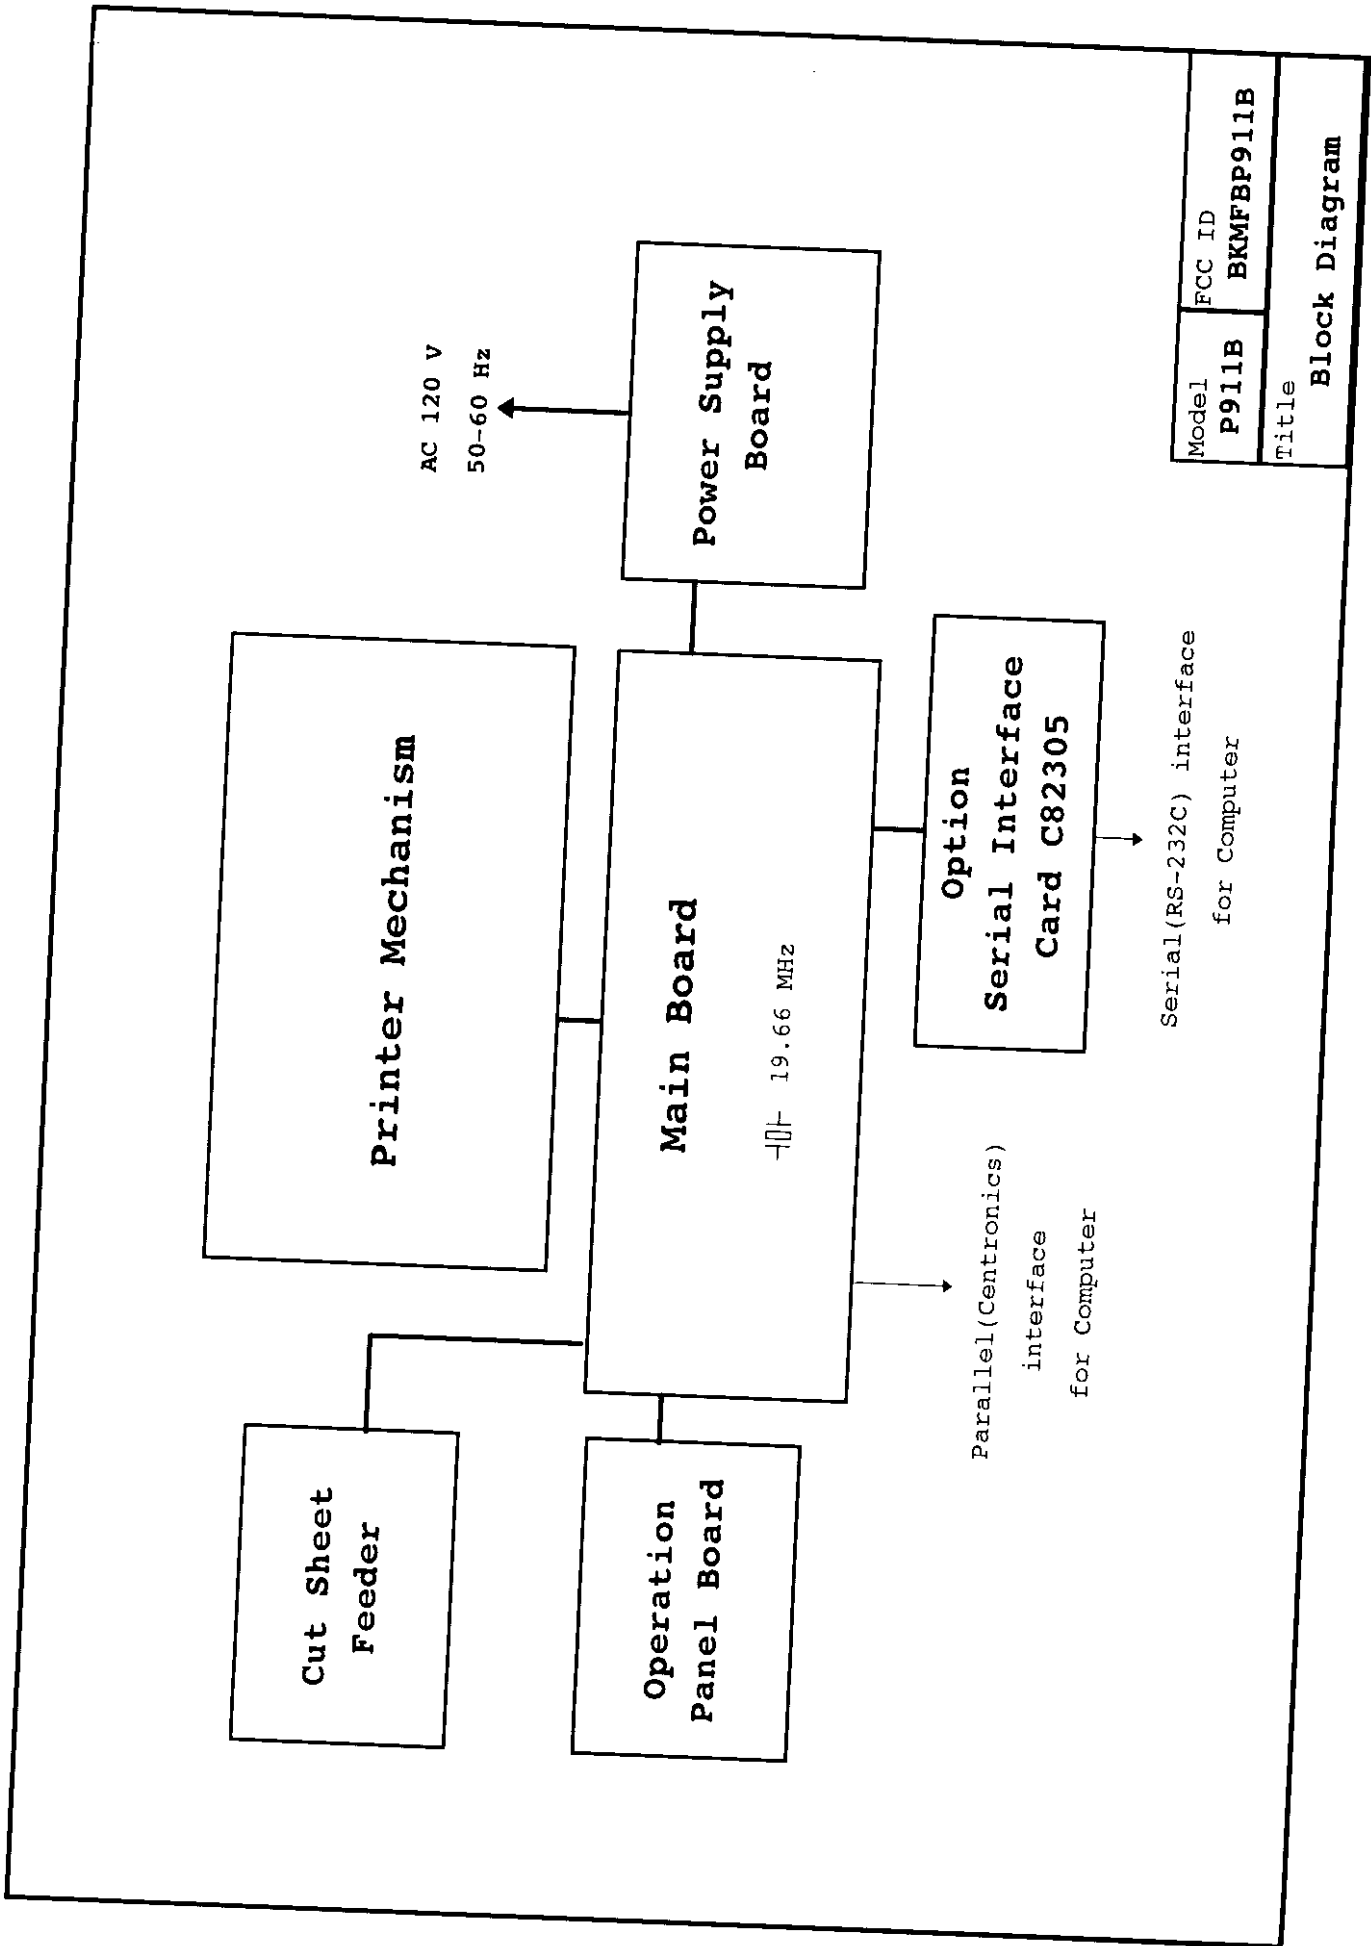 AC 120 V
50-60 Hz
Printer Mechanism
Cut Sheet
Feeder
Power Supply
Board
Main Board
19.66 MHz
Operation
Panel Board
Option
Serial Interface
Card C82305
Parallel(Centronics)
interface
for Computer
Serial(RS-232C) interface
for Computer
Model
P911B
FCC ID
BKMFBP911B
Title
Block Diagram